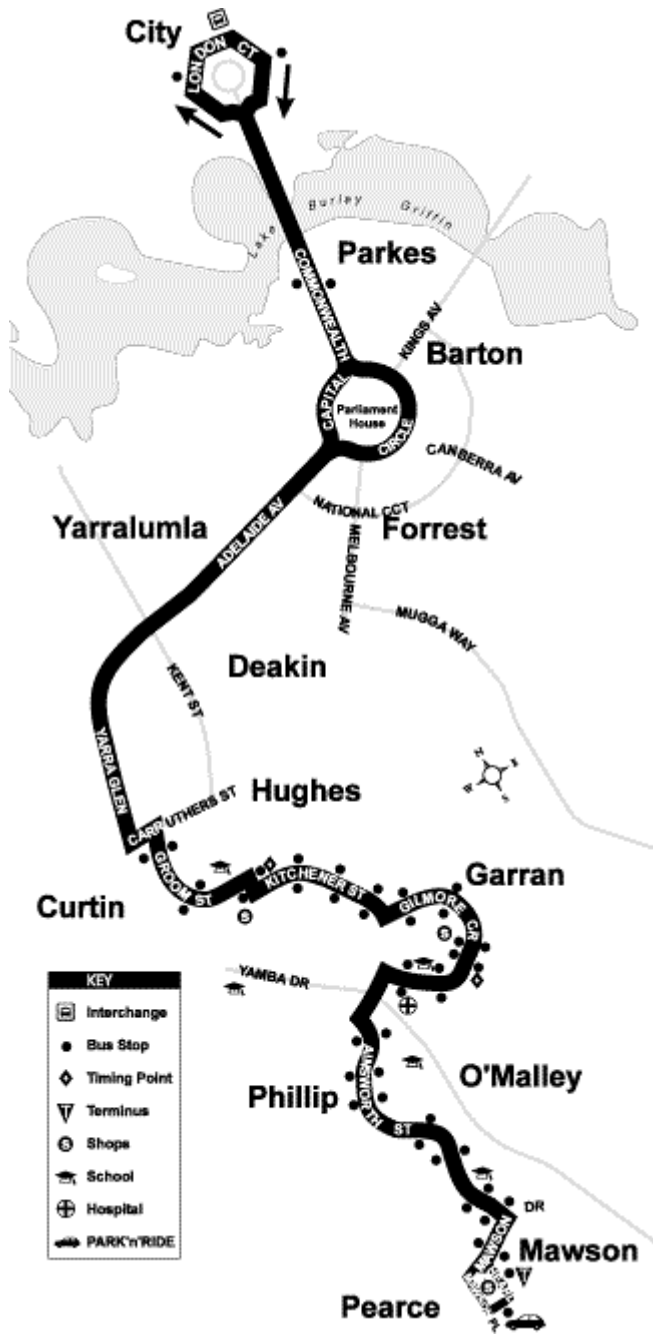 City
LONDON CT
Lake Burley Griffin
Parkes
COMMONWEALTH
KINGS AV
Barton
CAPITAL
Parliament
House
CIRCLE
CANBERRA AV
NATIONAL CCT
Yarralumla
ADELAIDE AV
Forrest
MELBOURNE AV
MUGGA WAY
Deakin
KENT ST
YARRA GLEN
Hughes
CARRUTHERS ST
GROOM ST
KITCHENER ST
Garran
GILMORE CR
Curtin
S
S
YAMBA DR
KEY
Interchange
Bus Stop
Timing Point
T Terminus
S Shops
School
Hospital
PARK'n'RIDE
O'Malley
Phillip
AINSWORTH ST
DR
MAWSON
Mawson
S
T
Pearce
PL